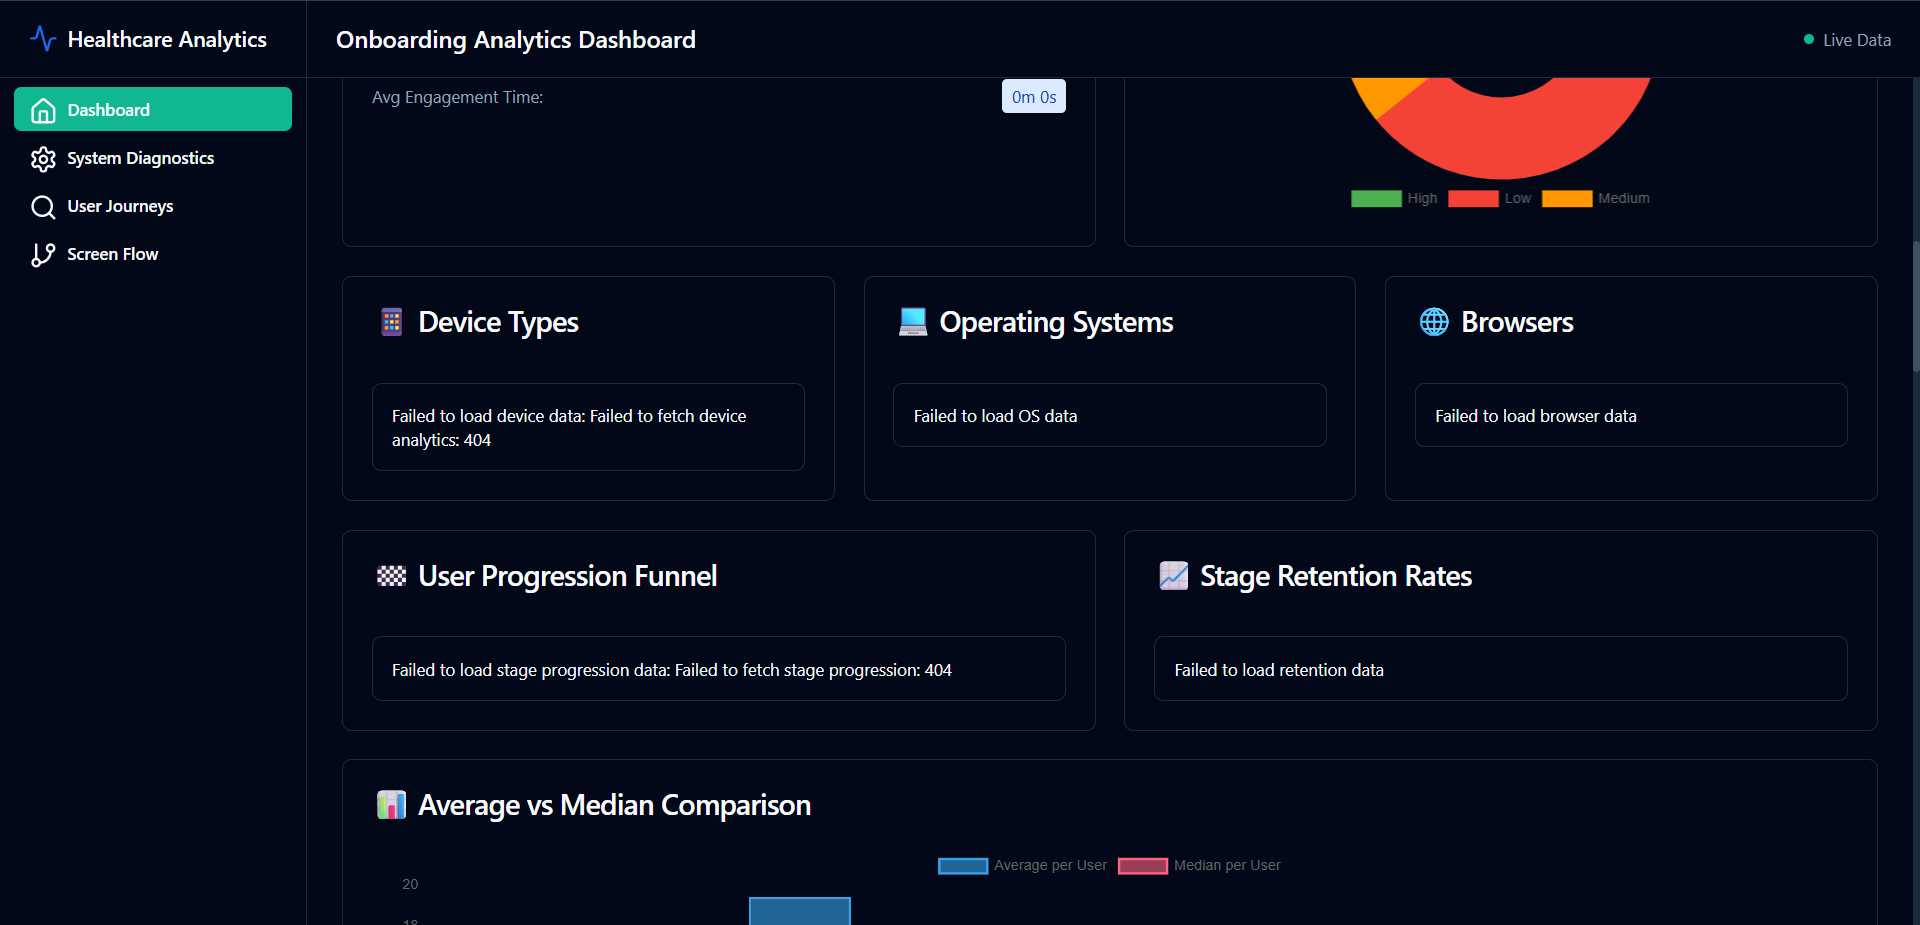 Healthcare Analytics
Onboarding Analytics Dashboard
Live Data
Dashboard
System Diagnostics
User Journeys
Screen Flow
Avg Engagement Time:
0m 0s
High
Low
Medium
Device Types
Failed to load device data: Failed to fetch device
analytics: 404
Operating Systems
Failed to load OS data
Browsers
Failed to load browser data
User Progression Funnel
Failed to load stage progression data: Failed to fetch stage progression: 404
Stage Retention Rates
Failed to load retention data
Average vs Median Comparison
Average per User
Median per User
20
18